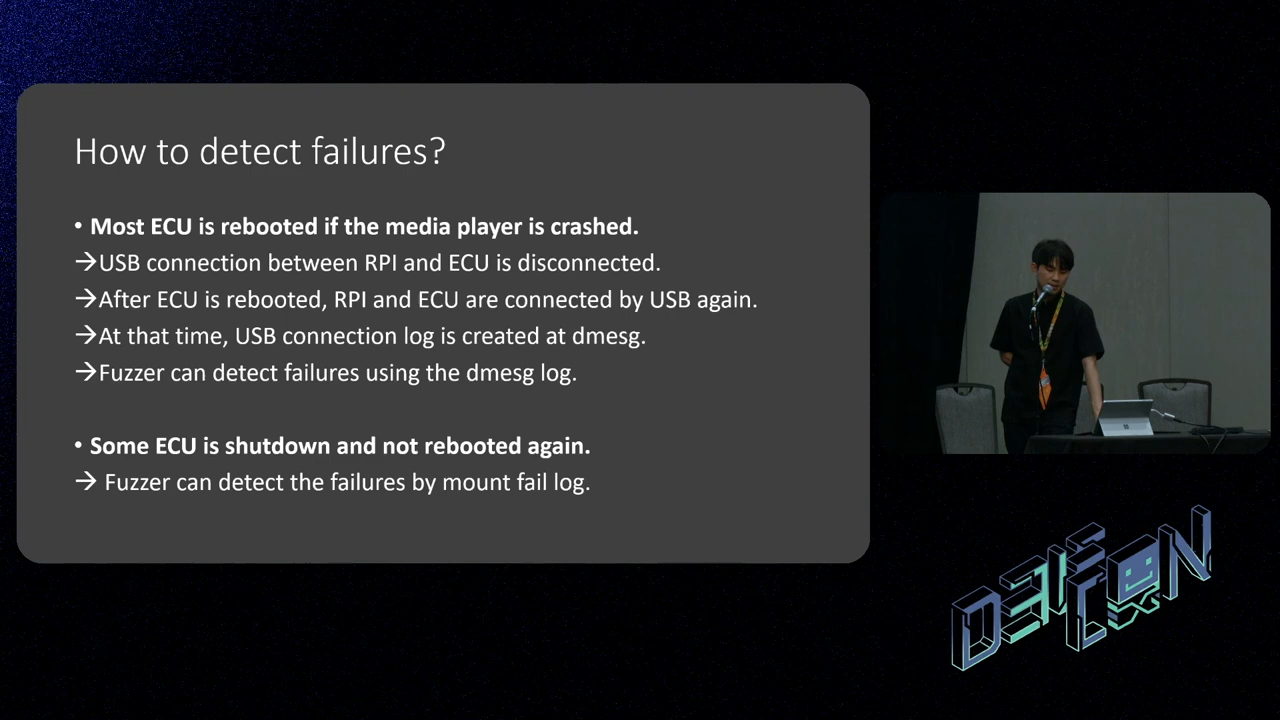 How to detect failures?
• Most ECU is rebooted if the media player is crashed.
→USB connection between RPI and ECU is disconnected.
→After ECU is rebooted, RPI and ECU are connected by USB again.
→At that time, USB connection log is created at dmesg.
→Fuzzer can detect failures using the dmesg log.
• Some ECU is shutdown and not rebooted again.
→ Fuzzer can detect the failures by mount fail log.
DEF
CON